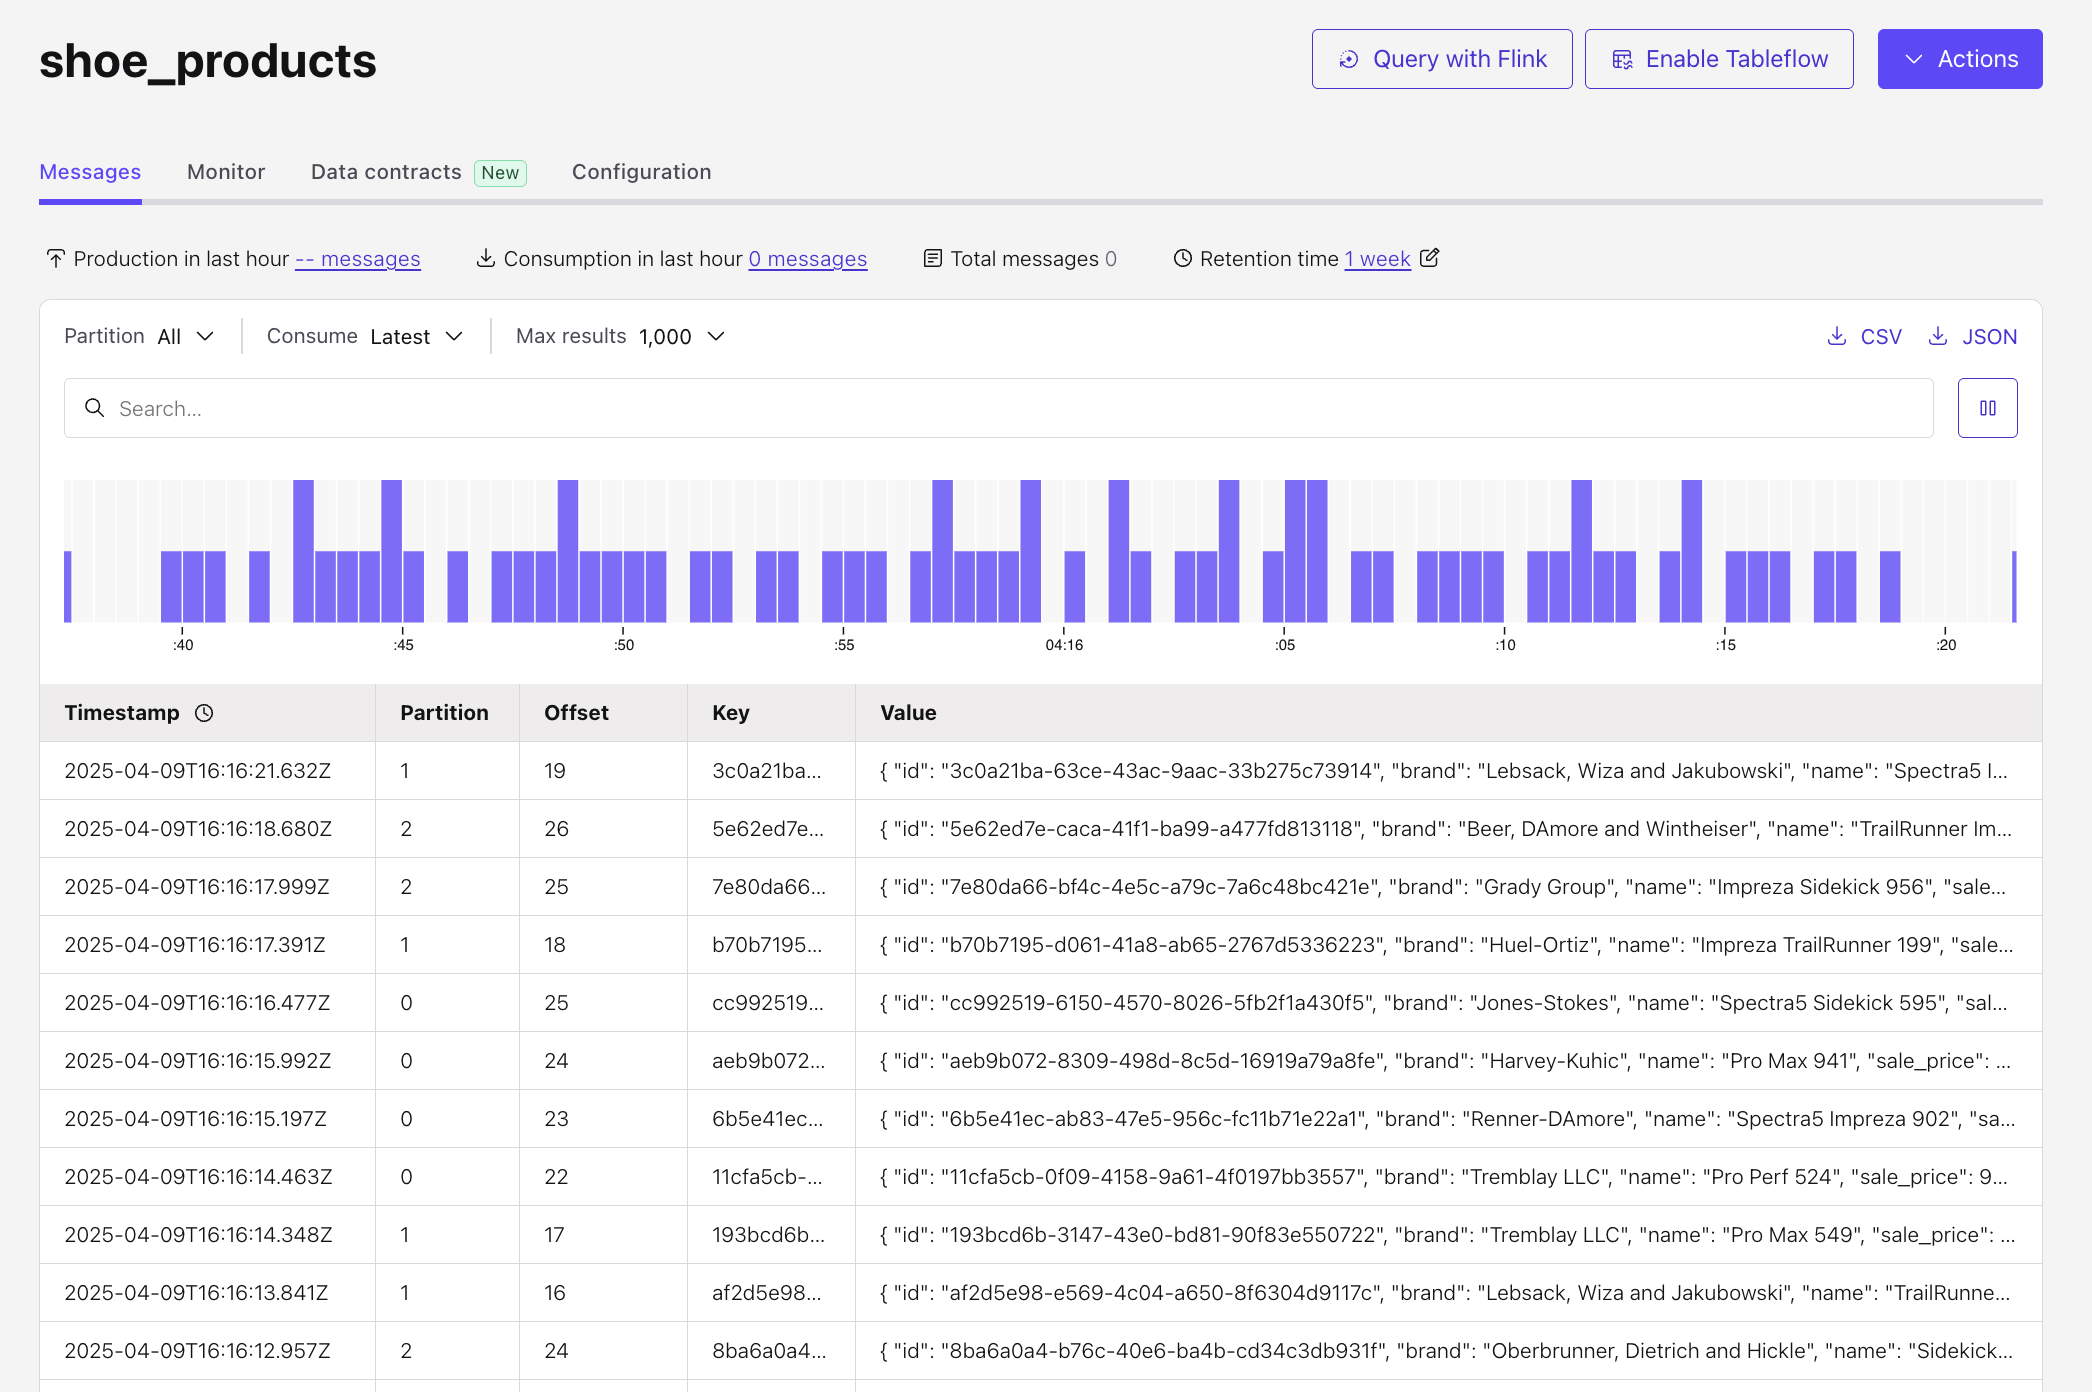 shoe_products
Query with Flink
Enable Tableflow
Actions
Messages
Monitor
Data contracts New
Configuration
Production in last hour -- messages
Consumption in last hour 0 messages
Total messages 0
Retention time 1 week
Partition All
Consume Latest
Max results 1,000
CSV
JSON
Search...
:40 :45 :50 :55 04:16 :05 :10 :15 :20
Timestamp Partition Offset Key Value
2025-04-09T16:16:21.632Z 1 19 3c0a21ba... { "id": "3c0a21ba-63ce-43ac-9aac-33b275c73914", "brand": "Lebsack, Wiza and Jakubowski", "name": "Spectra5 I...
2025-04-09T16:16:18.680Z 2 26 5e62ed7e... { "id": "5e62ed7e-caca-41f1-ba99-a477fd813118", "brand": "Beer, DAmore and Wintheiser", "name": "TrailRunner Im...
2025-04-09T16:16:17.999Z 2 25 7e80da66... { "id": "7e80da66-bf4c-4e5c-a79c-7a6c48bc421e", "brand": "Grady Group", "name": "Impreza Sidekick 956", "sale...
2025-04-09T16:16:17.391Z 1 18 b70b7195... { "id": "b70b7195-d061-41a8-ab65-2767d5336223", "brand": "Huel-Ortiz", "name": "Impreza TrailRunner 199", "sale...
2025-04-09T16:16:16.477Z 0 25 cc992519... { "id": "cc992519-6150-4570-8026-5fb2f1a430f5", "brand": "Jones-Stokes", "name": "Spectra5 Sidekick 595", "sal...
2025-04-09T16:16:15.992Z 0 24 aeb9b072... { "id": "aeb9b072-8309-498d-8c5d-16919a79a8fe", "brand": "Harvey-Kuhic", "name": "Pro Max 941", "sale_price": ...
2025-04-09T16:16:15.197Z 0 23 6b5e41ec... { "id": "6b5e41ec-ab83-47e5-956c-fc11b71e22a1", "brand": "Renner-DAmore", "name": "Spectra5 Impreza 902", "sa...
2025-04-09T16:16:14.463Z 0 22 11cfa5cb-... { "id": "11cfa5cb-0f09-4158-9a61-4f0197bb3557", "brand": "Tremblay LLC", "name": "Pro Perf 524", "sale_price": 9...
2025-04-09T16:16:14.348Z 1 17 193bcd6b... { "id": "193bcd6b-3147-43e0-bd81-90f83e550722", "brand": "Tremblay LLC", "name": "Pro Max 549", "sale_price": ...
2025-04-09T16:16:13.841Z 1 16 af2d5e98... { "id": "af2d5e98-e569-4c04-a650-8f6304d9117c", "brand": "Lebsack, Wiza and Jakubowski", "name": "TrailRunne...
2025-04-09T16:16:12.957Z 2 24 8ba6a0a4... { "id": "8ba6a0a4-b76c-40e6-ba4b-cd34c3db931f", "brand": "Oberbrunner, Dietrich and Hickle", "name": "Sidekick...